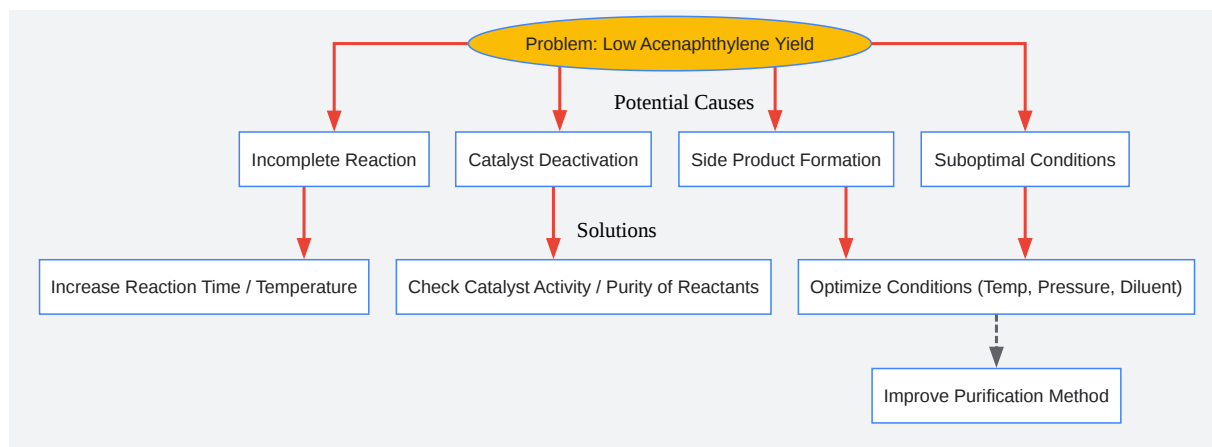 Problem: Low Acenaphthylene Yield
Potential Causes
Incomplete Reaction
Catalyst Deactivation
Side Product Formation
Suboptimal Conditions
Solutions
Increase Reaction Time / Temperature
Check Catalyst Activity / Purity of Reactants
Optimize Conditions (Temp, Pressure, Diluent)
Improve Purification Method